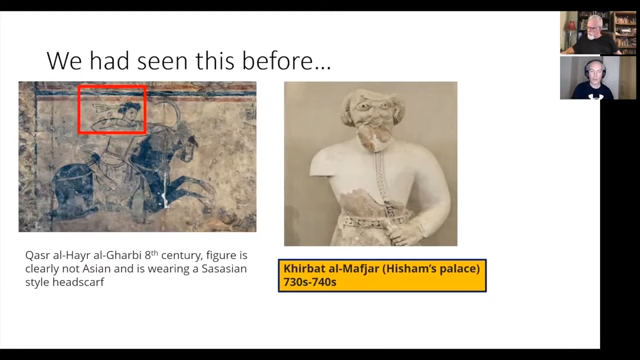 We had seen this before...
Qasr al-Hayr al-Gharbi 8th century, figure is
clearly not Asian and is wearing a Sasasian
style headscarf
Khirbat al-Mafjar (Hisham's palace)
730s-740s